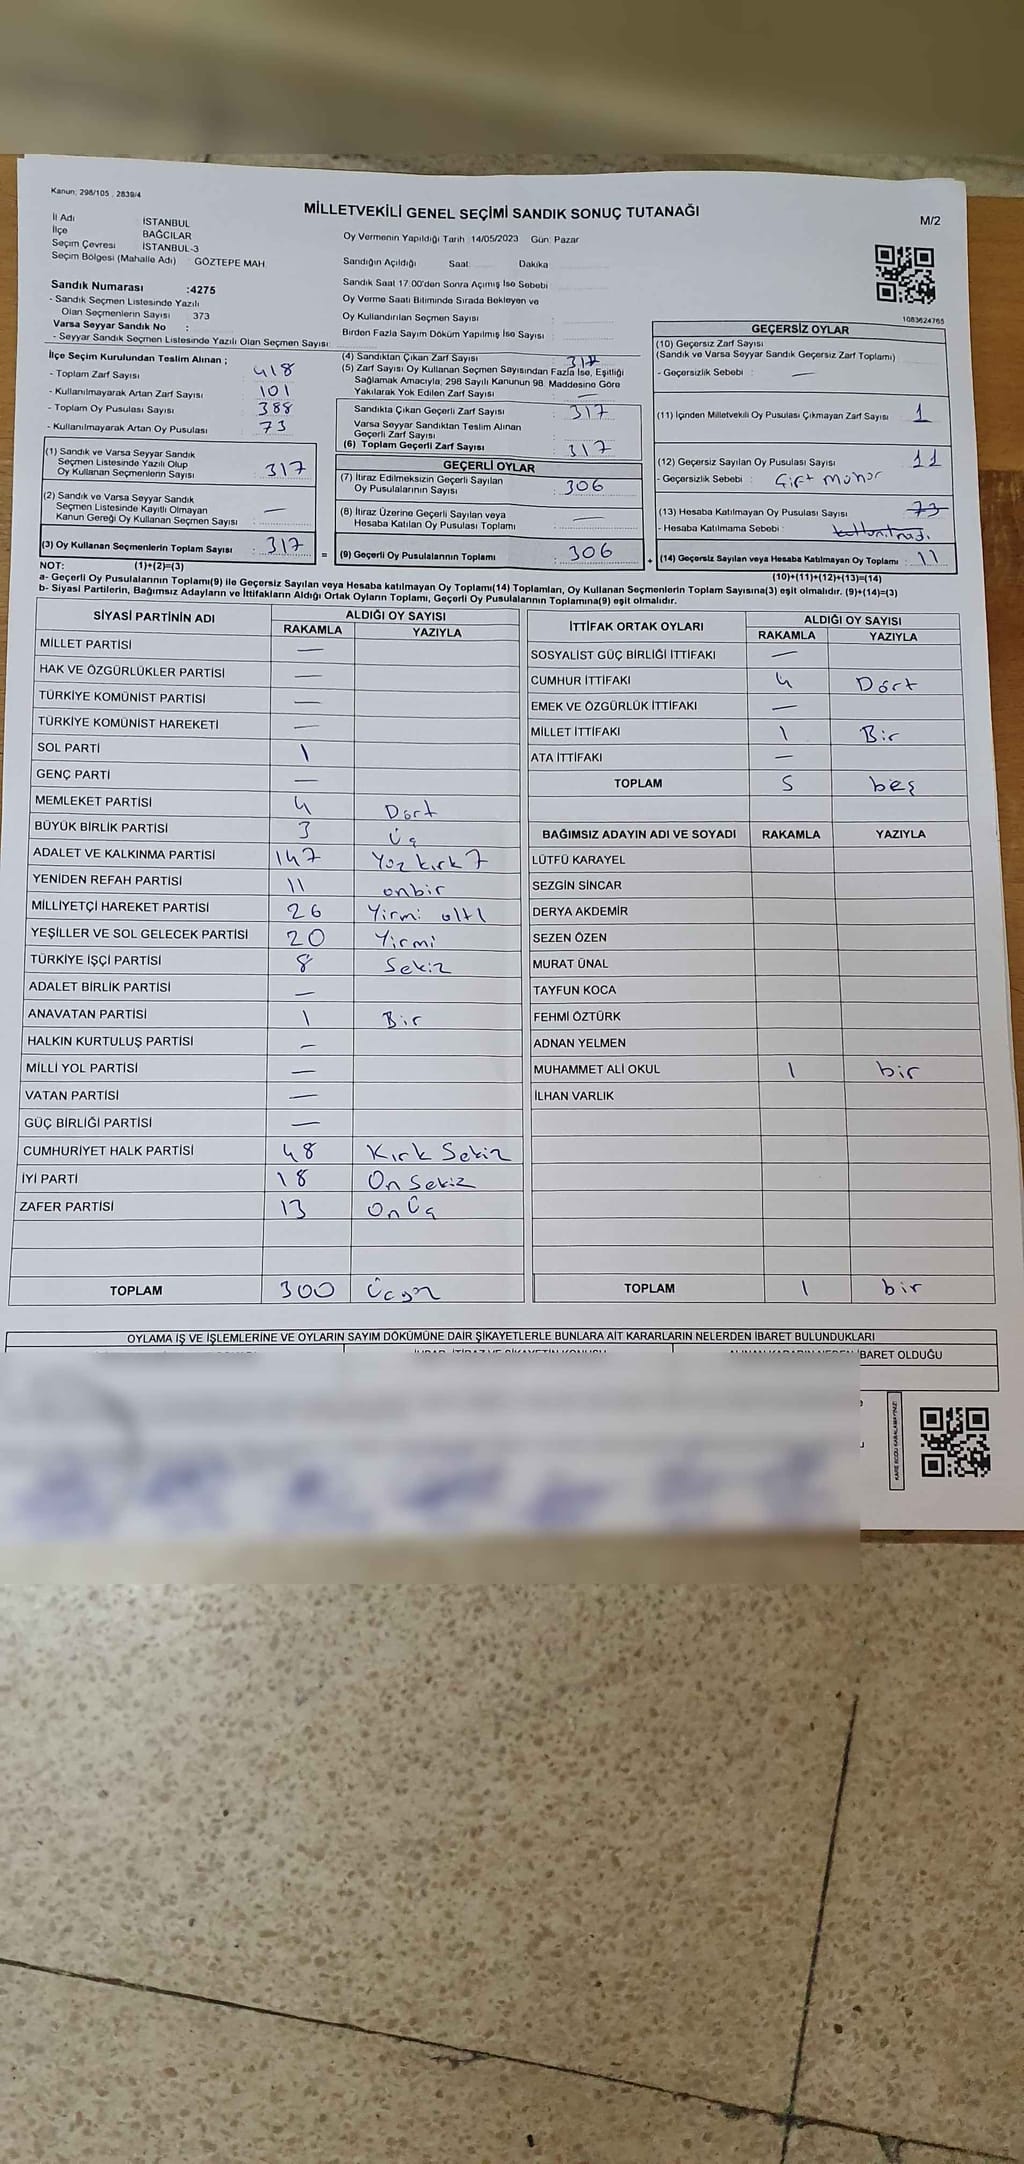 Kanun: 298/105 , 2839/4
MİLLETVEKİLİ GENEL SEÇİMİ SANDIK SONUÇ TUTANAĞI
M/2
İl Adı İSTANBUL
İlçe BAĞCILAR
Seçim Çevresi İSTANBUL-3
Seçim Bölgesi (Mahalle Adı) : GÖZTEPE MAH.
Sandık Numarası :4275
- Sandık Seçmen Listesinde Yazılı
Olan Seçmenlerin Sayısı 373
Varsa Seyyar Sandık No :
- Seyyar Sandık Seçmen Listesinde Yazılı Olan Seçmen Sayısı:
Oy Vermenin Yapıldığı Tarih :14/05/2023 Gün: Pazar
Sandığın Açıldığı Saat: Dakika
Sandık Saat 17.00'den Sonra Açımış İse Sebebi
Oy Verme Saati Bitiminde Sırada Bekleyen ve
Oy Kullandırılan Seçmen Sayısı :
Birden Fazla Sayım Döküm Yapılmış İse Sayısı :
1083624765
İlçe Seçim Kurulundan Teslim Alınan ;
- Toplam Zarf Sayısı : 418
- Kullanılmayarak Artan Zarf Sayısı : 101
- Toplam Oy Pusulası Sayısı : 388
- Kullanılmayarak Artan Oy Pusulası : 73
(1) Sandık ve Varsa Seyyar Sandık
Seçmen Listesinde Yazılı Olup
Oy Kullanan Seçmenlerin Sayısı : 317
(2) Sandık ve Varsa Seyyar Sandık
Seçmen Listesinde Kayıtlı Olmayan
Kanun Gereği Oy Kullanan Seçmen Sayısı : —
(3) Oy Kullanan Seçmenlerin Toplam Sayısı : 317
(1)+(2)=(3)
(4) Sandıktan Çıkan Zarf Sayısı : 317
(5) Zarf Sayısı Oy Kullanan Seçmen Sayısından Fazla İse, Eşitliği
Sağlamak Amacıyla, 298 Sayılı Kanunun 98. Maddesine Göre
Yakılarak Yok Edilen Zarf Sayısı : —
Sandıkta Çıkan Geçerli Zarf Sayısı : 317
Varsa Seyyar Sandıktan Teslim Alınan
Geçerli Zarf Sayısı :
(6) Toplam Geçerli Zarf Sayısı : 317
GEÇERLİ OYLAR
(7) İtiraz Edilmeksizin Geçerli Sayılan
Oy Pusulalarının Sayısı : 306
(8) İtiraz Üzerine Geçerli Sayılan veya
Hesaba Katılan Oy Pusulası Toplamı : —
= (9) Geçerli Oy Pusulalarının Toplamı : 306
GEÇERSİZ OYLAR
(10) Geçersiz Zarf Sayısı
(Sandık ve Varsa Seyyar Sandık Geçersiz Zarf Toplamı)
- Geçersizlik Sebebi : —
(11) İçinden Milletvekili Oy Pusulası Çıkmayan Zarf Sayısı : 1
(12) Geçersiz Sayılan Oy Pusulası Sayısı : 11
- Geçersizlik Sebebi : Çift Mühür
(13) Hesaba Katılmayan Oy Pusulası Sayısı : 73
- Hesaba Katılmama Sebebi :
+ (14) Geçersiz Sayılan veya Hesaba Katılmayan Oy Toplamı : 11
(10)+(11)+(12)+(13)=(14)
NOT:
a- Geçerli Oy Pusulalarının Toplamı(9) ile Geçersiz Sayılan veya Hesaba katılmayan Oy Toplamı(14) Toplamları, Oy Kullanan Seçmenlerin Toplam Sayısına(3) eşit olmalıdır. (9)+(14)=(3)
b- Siyasi Partilerin, Bağımsız Adayların ve İttifakların Aldığı Ortak Oyların Toplam, Geçerli Oy Pusulalarının Toplamına(9) eşit olmalıdır.
SİYASİ PARTİNİN ADI ALDIĞI OY SAYISI
RAKAMLA YAZIYLA
MİLLET PARTİSİ —
HAK VE ÖZGÜRLÜKLER PARTİSİ —
TÜRKİYE KOMÜNİST PARTİSİ —
TÜRKİYE KOMÜNİST HAREKETİ —
SOL PARTİ 1
GENÇ PARTİ —
MEMLEKET PARTİSİ 4 Dört
BÜYÜK BİRLİK PARTİSİ 3 Üç
ADALET VE KALKINMA PARTİSİ 147 Yüz kırk 7
YENİDEN REFAH PARTİSİ 11 onbir
MİLLİYETÇİ HAREKET PARTİSİ 26 Yirmi altı
YEŞİLLER VE SOL GELECEK PARTİSİ 20 Yirmi
TÜRKİYE İŞÇİ PARTİSİ 8 Sekiz
ADALET BİRLİK PARTİSİ —
ANAVATAN PARTİSİ 1 Bir
HALKIN KURTULUŞ PARTİSİ —
MİLLİ YOL PARTİSİ —
VATAN PARTİSİ —
GÜÇ BİRLİĞİ PARTİSİ —
CUMHURİYET HALK PARTİSİ 48 Kırk Sekiz
İYİ PARTİ 18 On Sekiz
ZAFER PARTİSİ 13 On Üç
TOPLAM 300 Üçyüz
İTTİFAK ORTAK OYLARI ALDIĞI OY SAYISI
RAKAMLA YAZIYLA
SOSYALİST GÜÇ BİRLİĞİ İTTİFAKI —
CUMHUR İTTİFAKI 4 Dört
EMEK VE ÖZGÜRLÜK İTTİFAKI —
MİLLET İTTİFAKI 1 Bir
ATA İTTİFAKI —
TOPLAM 5 beş
BAĞIMSIZ ADAYIN ADI VE SOYADI RAKAMLA YAZIYLA
LÜTFÜ KARAYEL
SEZGİN SİNCAR
DERYA AKDEMİR
SEZEN ÖZEN
MURAT ÜNAL
TAYFUN KOCA
FEHMİ ÖZTÜRK
ADNAN YELMEN
MUHAMMET ALİ OKUL 1 bir
İLHAN VARLIK
TOPLAM 1 bir
OYLAMA İŞ VE İŞLEMLERİNE VE OYLARIN SAYIM DÖKÜMÜNE DAİR ŞİKAYETLERLE BUNLARA AİT KARARLARIN NELERDEN İBARET BULUNDUKLARI
İBARET OLDUĞU